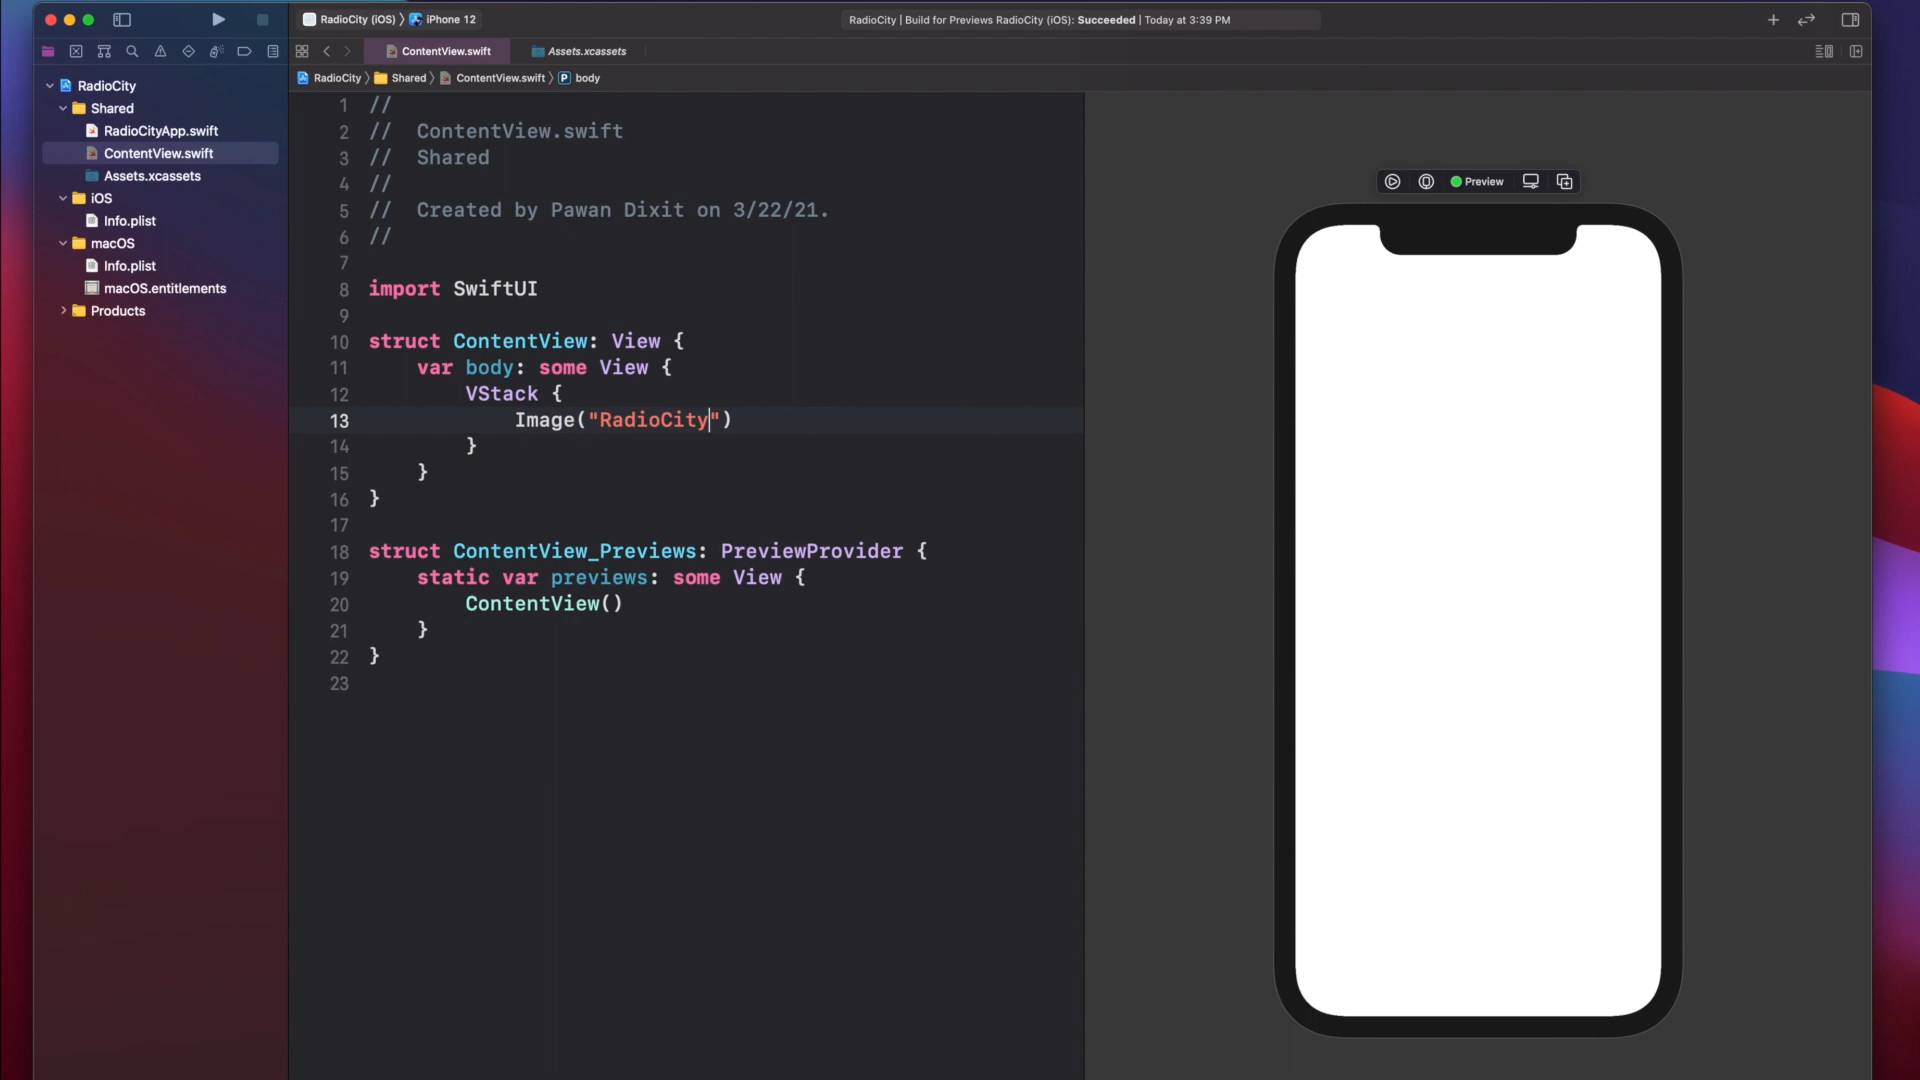 RadioCity (iOS) 〉 iPhone 12
RadioCity | Build for Previews RadioCity (iOS): Succeeded | Today at 3:39 PM
ContentView.swift
Assets.xcassets
RadioCity 〉 Shared 〉 ContentView.swift 〉 P body
RadioCity
Shared
RadioCityApp.swift
ContentView.swift
Assets.xcassets
iOS
Info.plist
macOS
Info.plist
macOS.entitlements
Products
1 //
2 //  ContentView.swift
3 //  Shared
4 //
5 //  Created by Pawan Dixit on 3/22/21.
6 //
7
8 import SwiftUI
9
10 struct ContentView: View {
11     var body: some View {
12         VStack {
13             Image("RadioCity")
14         }
15     }
16 }
17
18 struct ContentView_Previews: PreviewProvider {
19     static var previews: some View {
20         ContentView()
21     }
22 }
23
Preview